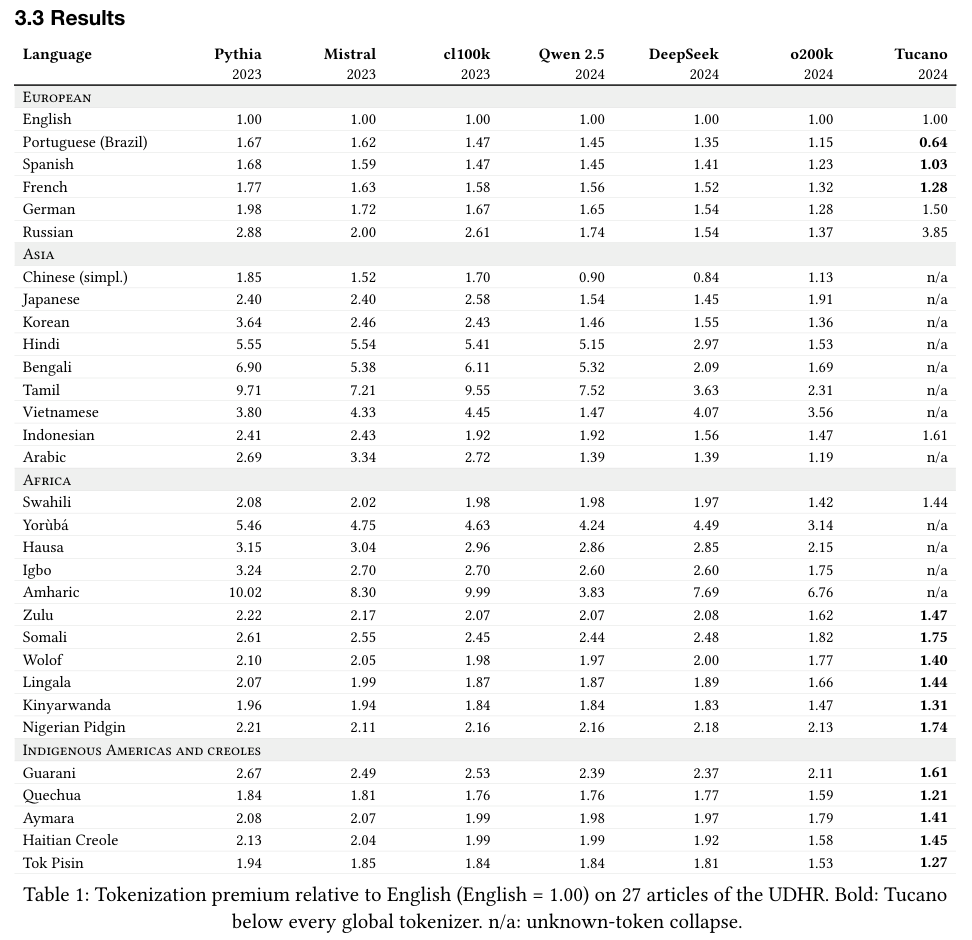 3.3 Results
Language Pythia Mistral cl100k Qwen 2.5 DeepSeek o200k Tucano
2023 2023 2023 2024 2024 2024 2024
European
English 1.00 1.00 1.00 1.00 1.00 1.00 1.00
Portuguese (Brazil) 1.67 1.62 1.47 1.45 1.35 1.15 0.64
Spanish 1.68 1.59 1.47 1.45 1.41 1.23 1.03
French 1.77 1.63 1.58 1.56 1.52 1.32 1.28
German 1.98 1.72 1.67 1.65 1.54 1.28 1.50
Russian 2.88 2.00 2.61 1.74 1.54 1.37 3.85
Asia
Chinese (simpl.) 1.85 1.52 1.70 0.90 0.84 1.13 n/a
Japanese 2.40 2.40 2.58 1.54 1.45 1.91 n/a
Korean 3.64 2.46 2.43 1.46 1.55 1.36 n/a
Hindi 5.55 5.54 5.41 5.15 2.97 1.53 n/a
Bengali 6.90 5.38 6.11 5.32 2.09 1.69 n/a
Tamil 9.71 7.21 9.55 7.52 3.63 2.31 n/a
Vietnamese 3.80 4.33 4.45 1.47 4.07 3.56 n/a
Indonesian 2.41 2.43 1.92 1.92 1.56 1.47 1.61
Arabic 2.69 3.34 2.72 1.39 1.39 1.19 n/a
Africa
Swahili 2.08 2.02 1.98 1.98 1.97 1.42 1.44
Yorùbá 5.46 4.75 4.63 4.24 4.49 3.14 n/a
Hausa 3.15 3.04 2.96 2.86 2.85 2.15 n/a
Igbo 3.24 2.70 2.70 2.60 2.60 1.75 n/a
Amharic 10.02 8.30 9.99 3.83 7.69 6.76 n/a
Zulu 2.22 2.17 2.07 2.07 2.08 1.62 1.47
Somali 2.61 2.55 2.45 2.44 2.48 1.82 1.75
Wolof 2.10 2.05 1.98 1.97 2.00 1.77 1.40
Lingala 2.07 1.99 1.87 1.87 1.89 1.66 1.44
Kinyarwanda 1.96 1.94 1.84 1.84 1.83 1.47 1.31
Nigerian Pidgin 2.21 2.11 2.16 2.16 2.18 2.13 1.74
Indigenous Americas and creoles
Guarani 2.67 2.49 2.53 2.39 2.37 2.11 1.61
Quechua 1.84 1.81 1.76 1.76 1.77 1.59 1.21
Aymara 2.08 2.07 1.99 1.98 1.97 1.79 1.41
Haitian Creole 2.13 2.04 1.99 1.99 1.92 1.58 1.45
Tok Pisin 1.94 1.85 1.84 1.84 1.81 1.53 1.27
Table 1: Tokenization premium relative to English (English = 1.00) on 27 articles of the UDHR. Bold: Tucano
below every global tokenizer. n/a: unknown-token collapse.